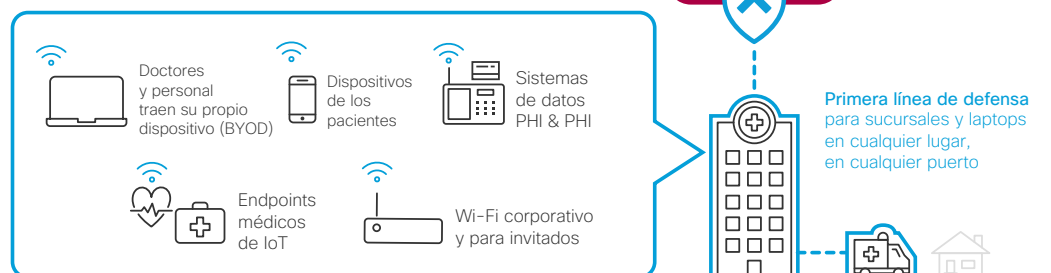 Doctores
y personal
traen su propio
dispositivo (BYOD)
Dispositivos
de los
pacientes
Sistemas
de datos
PHI & PHI
Endpoints
médicos
de IoT
Wi-Fi corporativo
y para invitados
Primera línea de defensa
para sucursales y laptops
en cualquier lugar,
en cualquier puerto